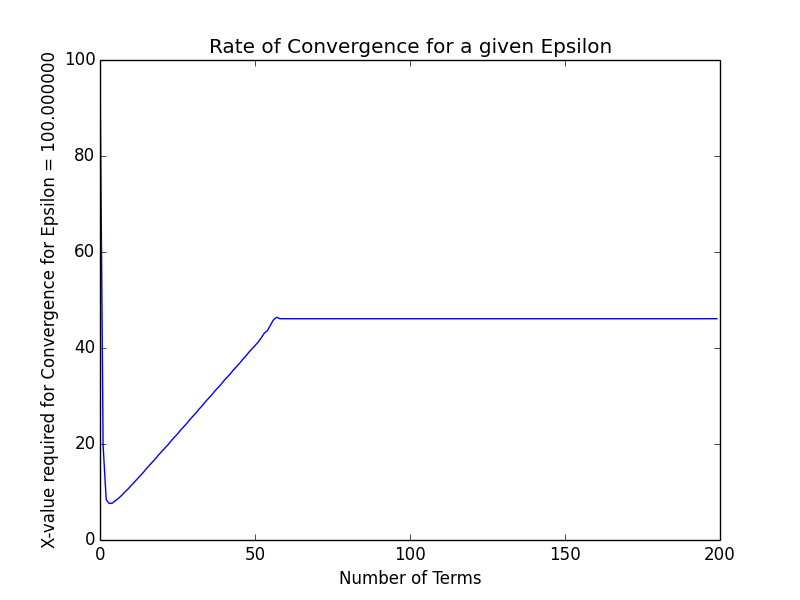 Rate of Convergence for a given Epsilon
X-value required for Convergence for Epsilon = 100.000000
100
80
60
40
20
0
0 50 100 150 200
Number of Terms